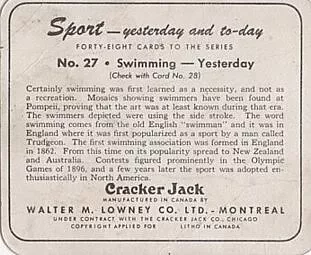 Sport — yesterday and to-day
FORTY-EIGHT CARDS TO THE SERIES
No. 27 • Swimming — Yesterday
(Check with Card No. 28)
Certainly swimming was first learned as a necessity, and not as
a recreation. Mosaics showing swimmers have been found at
Pompeii, proving that the art was at least known during that era.
The swimmers depicted were using the side stroke. The word
swimming comes from the old English "swimman" and it was in
England where it was first popularized as a sport by a man called
Trudgeon. The first swimming association was formed in England
in 1862. From this time on its popularity spread to New Zealand
and Australia. Contests figured prominently in the Olympic
Games of 1896, and a few years later the sport was adopted en-
thusiastically in North America.
Cracker Jack
MANUFACTURED IN CANADA BY
WALTER M. LOWNEY CO. LTD. - MONTREAL
UNDER CONTRACT WITH THE CRACKER JACK CO., CHICAGO
COPYRIGHT APPLIED FOR LITHO IN CANADA